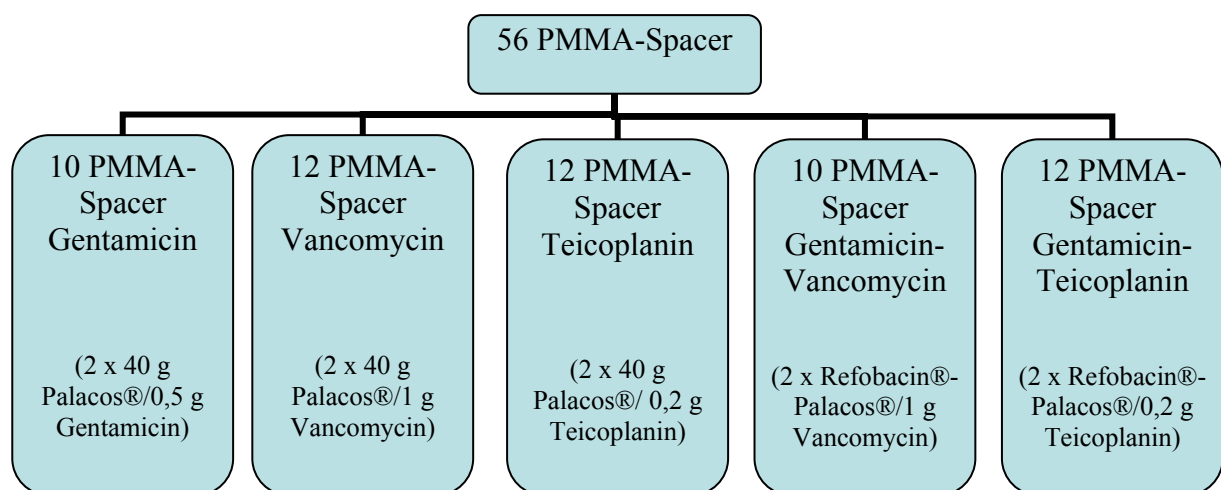 56 PMMA-Spacer
10 PMMA-
Spacer
Gentamicin
(2 x 40 g
Palacos®/0,5 g
Gentamicin)
12 PMMA-
Spacer
Vancomycin
(2 x 40 g
Palacos®/1 g
Vancomycin)
12 PMMA-
Spacer
Teicoplanin
(2 x 40 g
Palacos®/ 0,2 g
Teicoplanin)
10 PMMA-
Spacer
Gentamicin-
Vancomycin
(2 x Refobacin®-
Palacos®/1 g
Vancomycin)
12 PMMA-
Spacer
Gentamicin-
Teicoplanin
(2 x Refobacin®-
Palacos®/0,2 g
Teicoplanin)